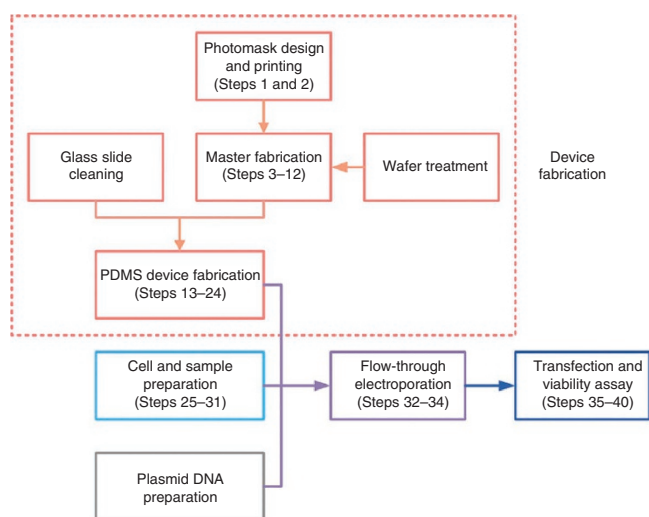 Photomask design
and printing
(Steps 1 and 2)
Glass slide
cleaning
Master fabrication
(Steps 3–12)
Wafer treatment
Device
fabrication
PDMS device fabrication
(Steps 13–24)
Cell and sample
preparation
(Steps 25–31)
Flow-through
electroporation
(Steps 32–34)
Transfection and
viability assay
(Steps 35–40)
Plasmid DNA
preparation